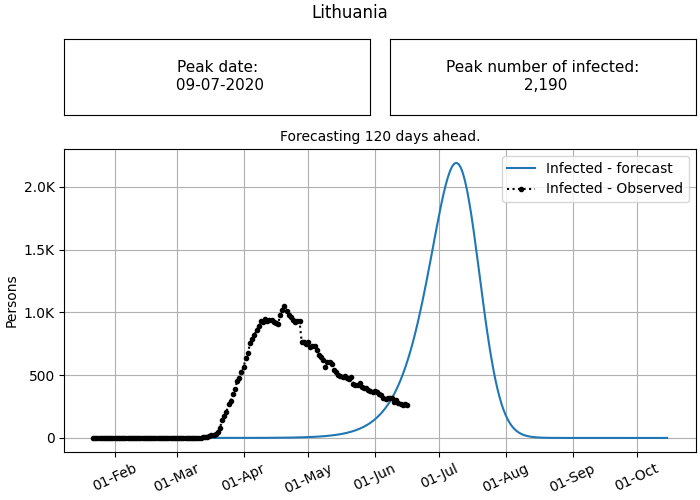 Lithuania
Peak date:
09-07-2020
Peak number of infected:
2,190
Forecasting 120 days ahead.
Infected - forecast
Infected - Observed
2.0K
1.5K
1.0K
500
0
Persons
01-Feb
01-Mar
01-Apr
01-May
01-Jun
01-Jul
01-Aug
01-Sep
01-Oct